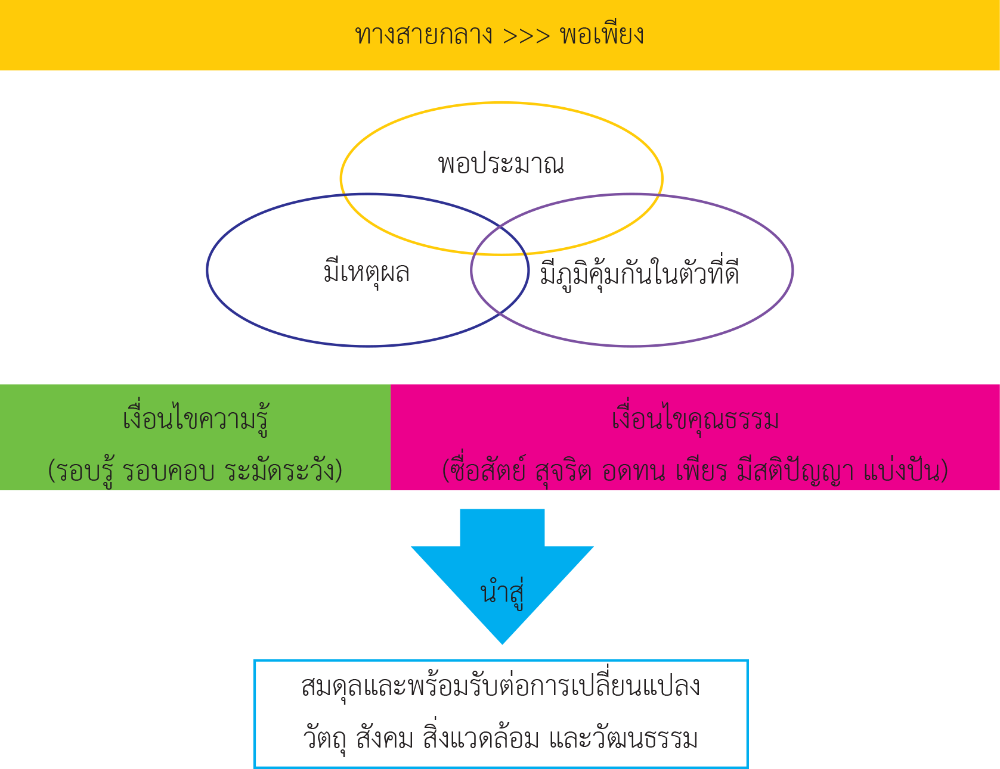 ทางสายกลาง >>> พอเพียง
พอประมาณ
มีเหตุผล
มีภูมิคุ้มกันในตัวที่ดี
เงื่อนไขความรู้
(รอบรู้ รอบคอบ ระมัดระวัง)
เงื่อนไขคุณธรรม
(ซื่อสัตย์ สุจริต อดทน เพียร มีสติปัญญา แบ่งปัน)
นำสู่
สมดุลและพร้อมรับต่อการเปลี่ยนแปลง
วัตถุ สังคม สิ่งแวดล้อม และวัฒนธรรม